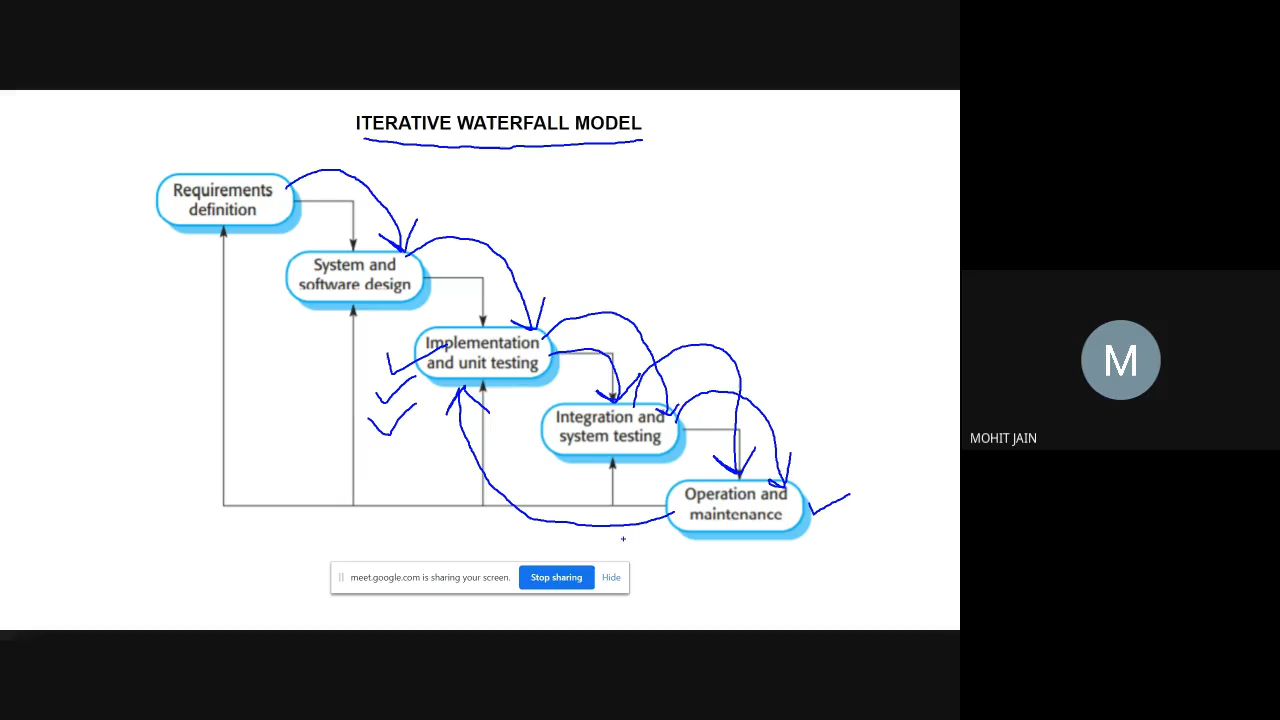 ITERATIVE WATERFALL MODEL
Requirements
definition
System and
software design
Implementation
and unit testing
Integration and
system testing
Operation and
maintenance
meet.google.com is sharing your screen.
Stop sharing
Hide
M
MOHIT JAIN